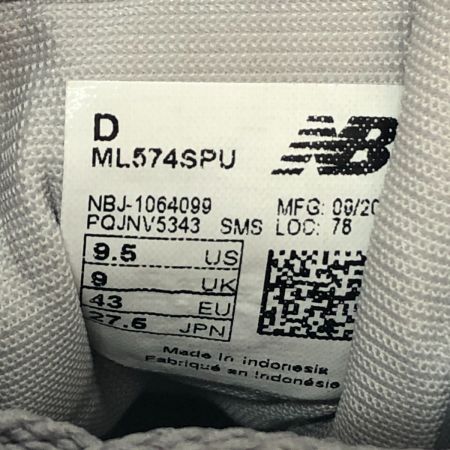 D
ML574SPU
NB
NBJ-1064099 MFG: 09/20
PQJNV5343 SMS LOC: 78
9.5 US
9 UK
43 EU
27.5 JPN
Made in Indonesia
Fabriqué en Indonésie